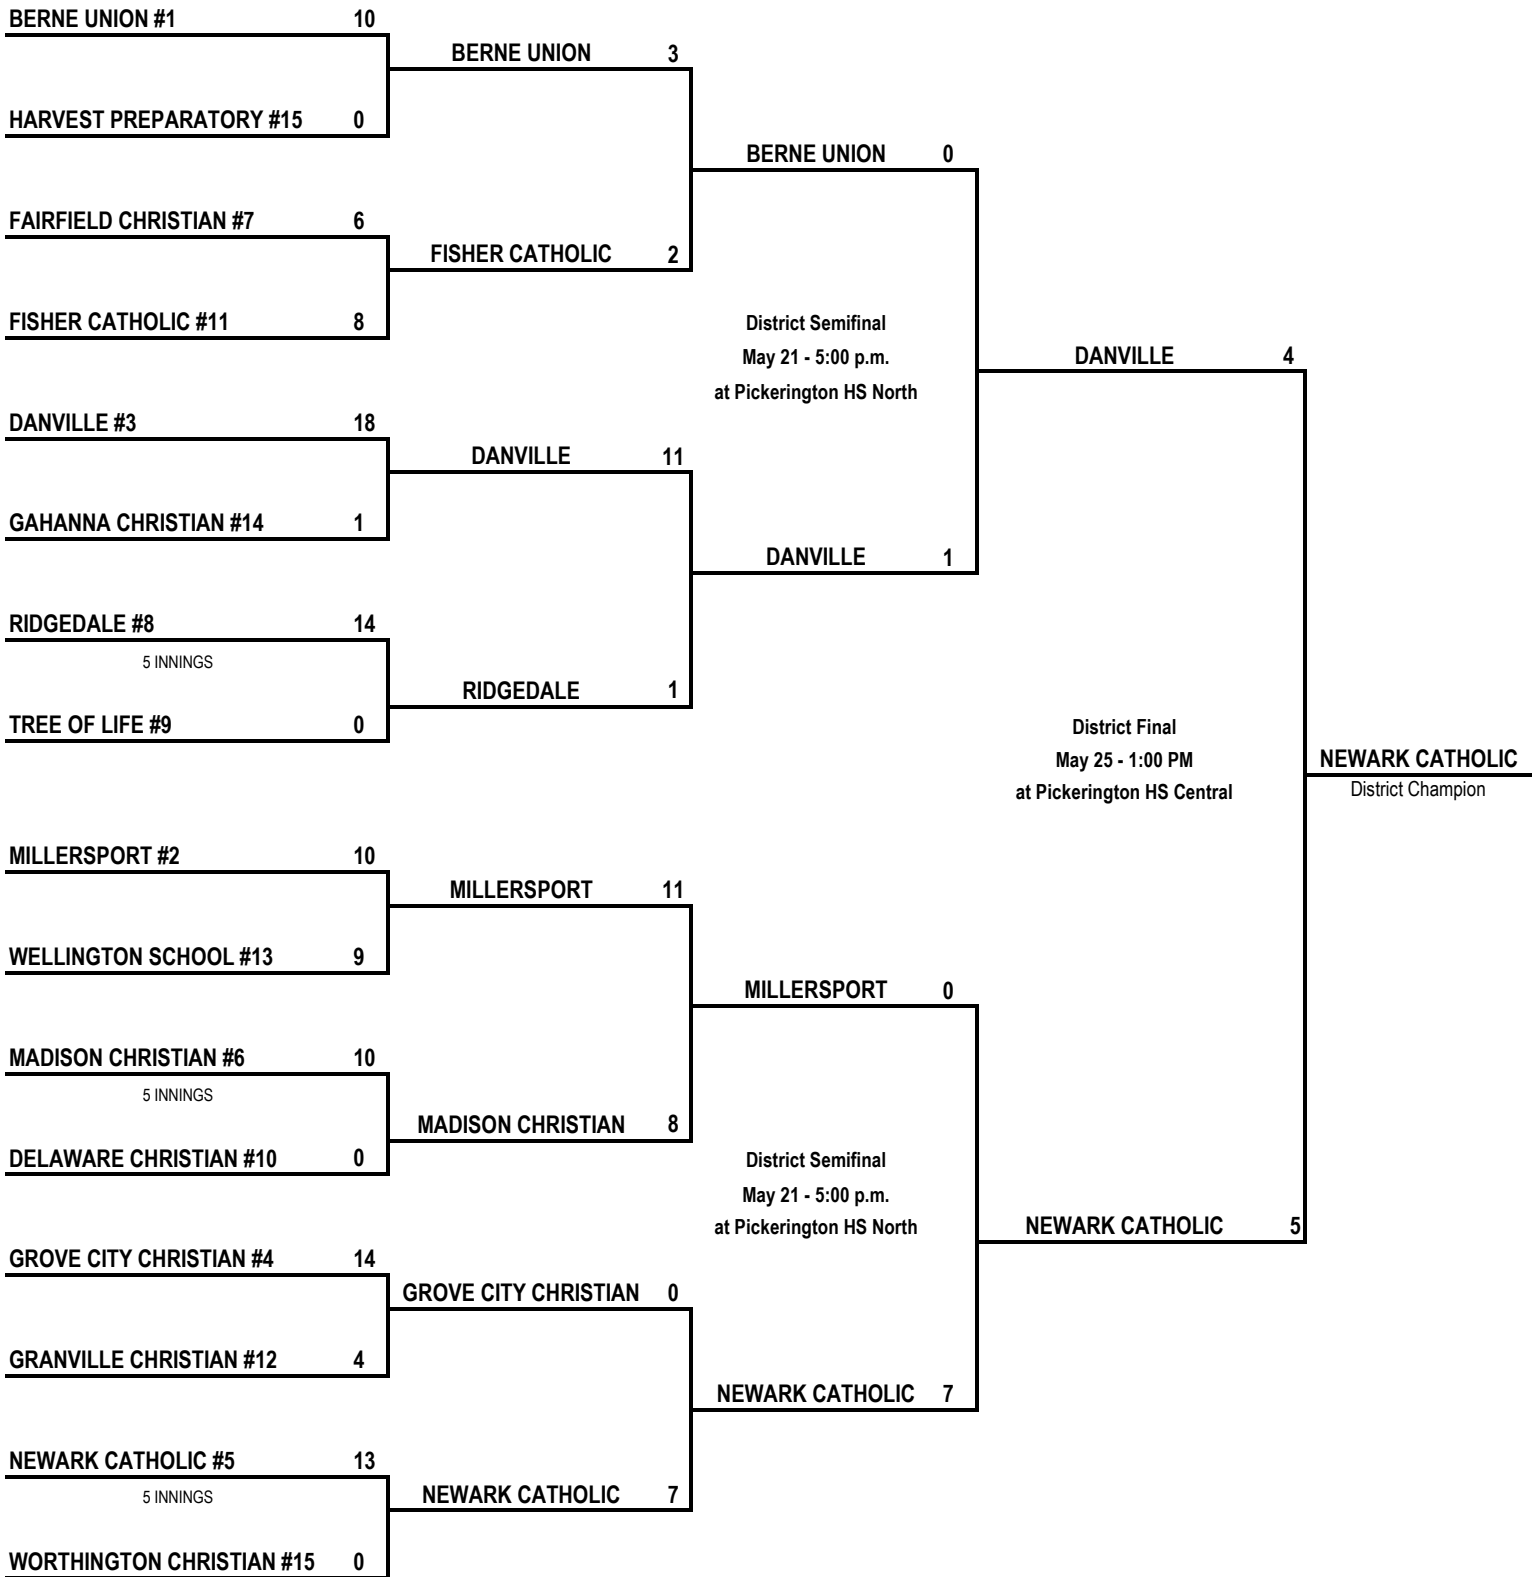 BERNE UNION #1 10
BERNE UNION 3
HARVEST PREPARATORY #15 0
BERNE UNION 0
FAIRFIELD CHRISTIAN #7 6
FISHER CATHOLIC 2
FISHER CATHOLIC #11 8
District Semifinal
May 21 - 5:00 p.m.
at Pickerington HS North
DANVILLE 4
DANVILLE #3 18
DANVILLE 11
GAHANNA CHRISTIAN #14 1
DANVILLE 1
RIDGEDALE #8 14
5 INNINGS
RIDGEDALE 1
TREE OF LIFE #9 0
District Final
May 25 - 1:00 PM
at Pickerington HS Central
NEWARK CATHOLIC
District Champion
MILLERSPORT #2 10
MILLERSPORT 11
WELLINGTON SCHOOL #13 9
MILLERSPORT 0
MADISON CHRISTIAN #6 10
5 INNINGS
MADISON CHRISTIAN 8
DELAWARE CHRISTIAN #10 0
District Semifinal
May 21 - 5:00 p.m.
at Pickerington HS North
NEWARK CATHOLIC 5
GROVE CITY CHRISTIAN #4 14
GROVE CITY CHRISTIAN 0
GRANVILLE CHRISTIAN #12 4
NEWARK CATHOLIC 7
NEWARK CATHOLIC #5 13
5 INNINGS
NEWARK CATHOLIC 7
WORTHINGTON CHRISTIAN #15 0